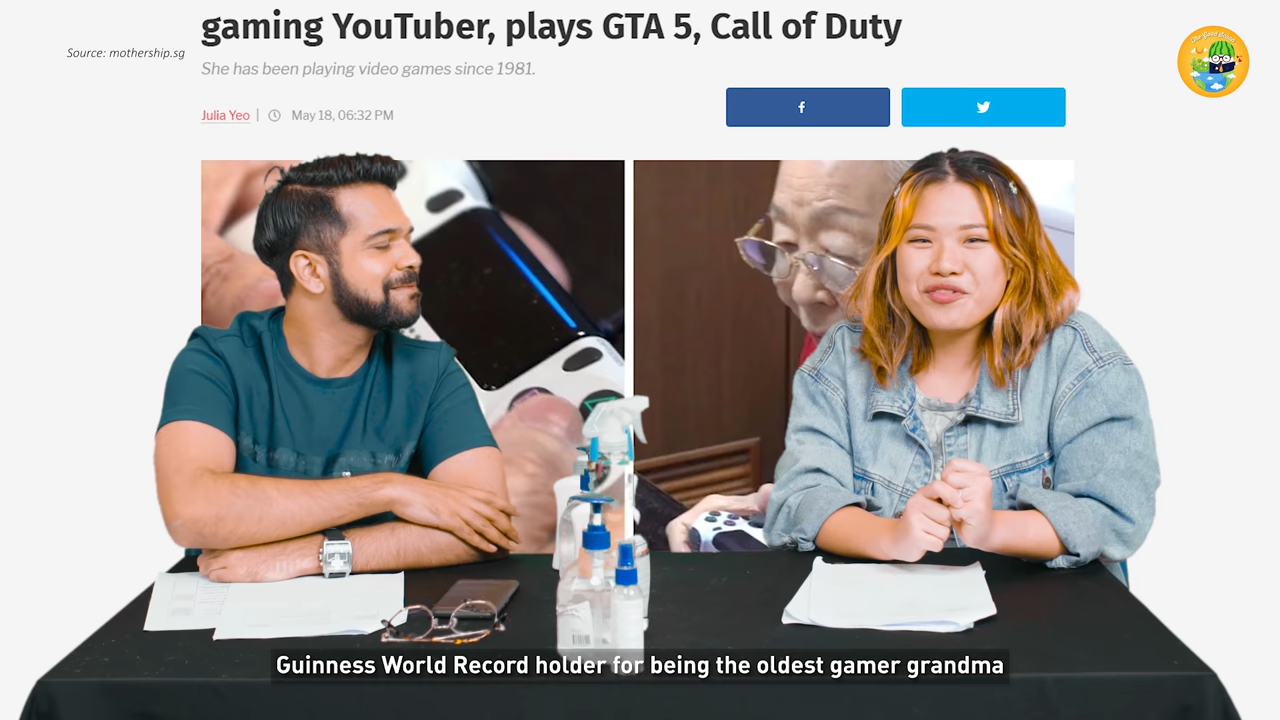 gaming YouTuber, plays GTA 5, Call of Duty
Source: mothership.sg
She has been playing video games since 1981.
Julia Yeo | May 18, 06:32 PM
Guinness World Record holder for being the oldest gamer grandma